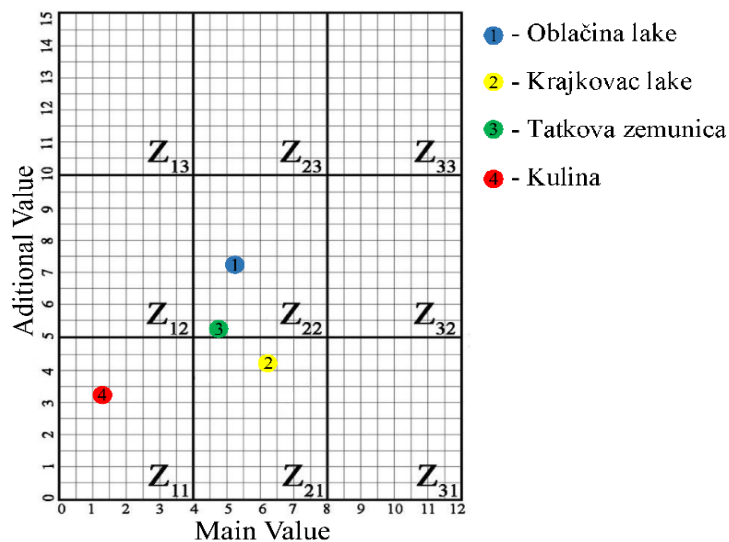 15
14
13
12
11
10
9
8
7
6
5
4
3
2
1
0
Aditional Value
Z13 Z23 Z33
1
Z12 3 Z22 Z32
2
4
Z11 Z21 Z31
0 1 2 3 4 5 6 7 8 9 10 11 12
Main Value
1 - Oblačina lake
2 - Krajkovac lake
3 - Tatkova zemunica
4 - Kulina